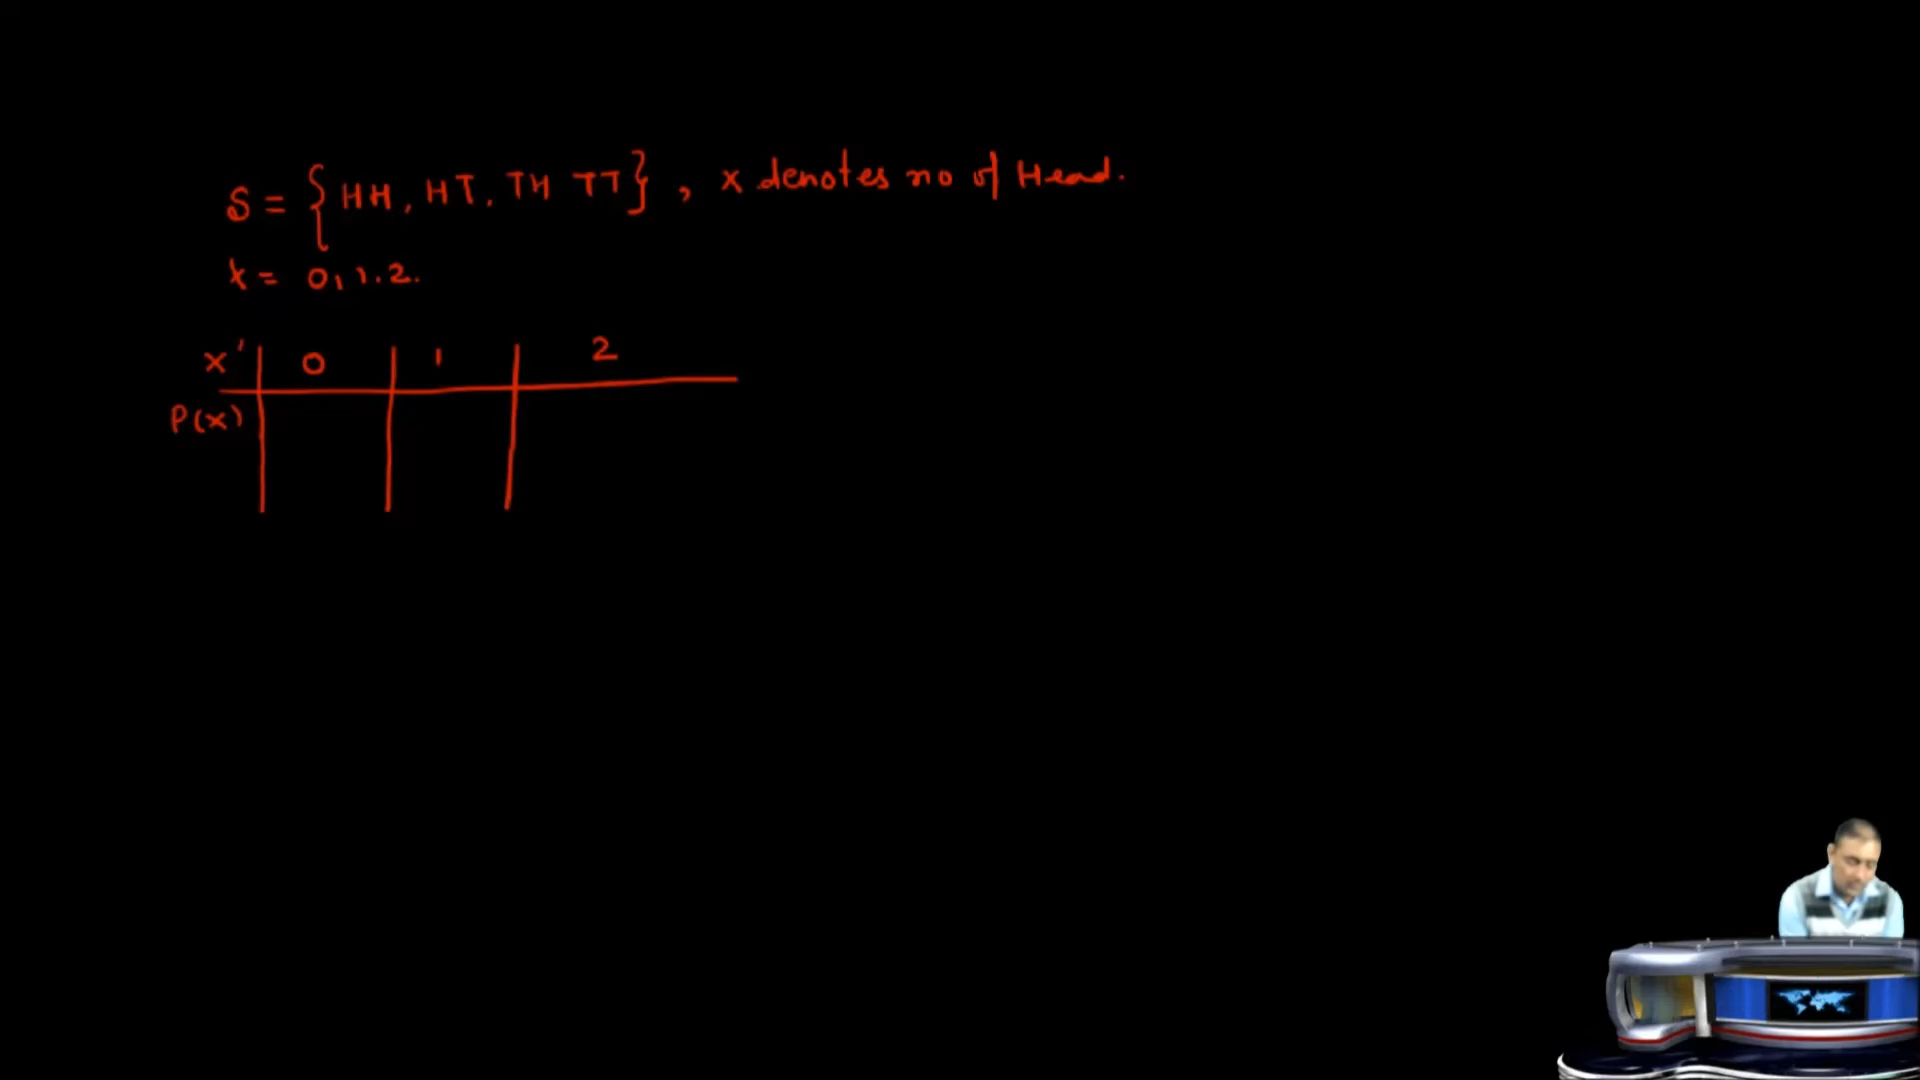 S = { HH, HT, TH TT } , x denotes no of Head.
x = 0, 1. 2.
x' 0 1 2
P(x)